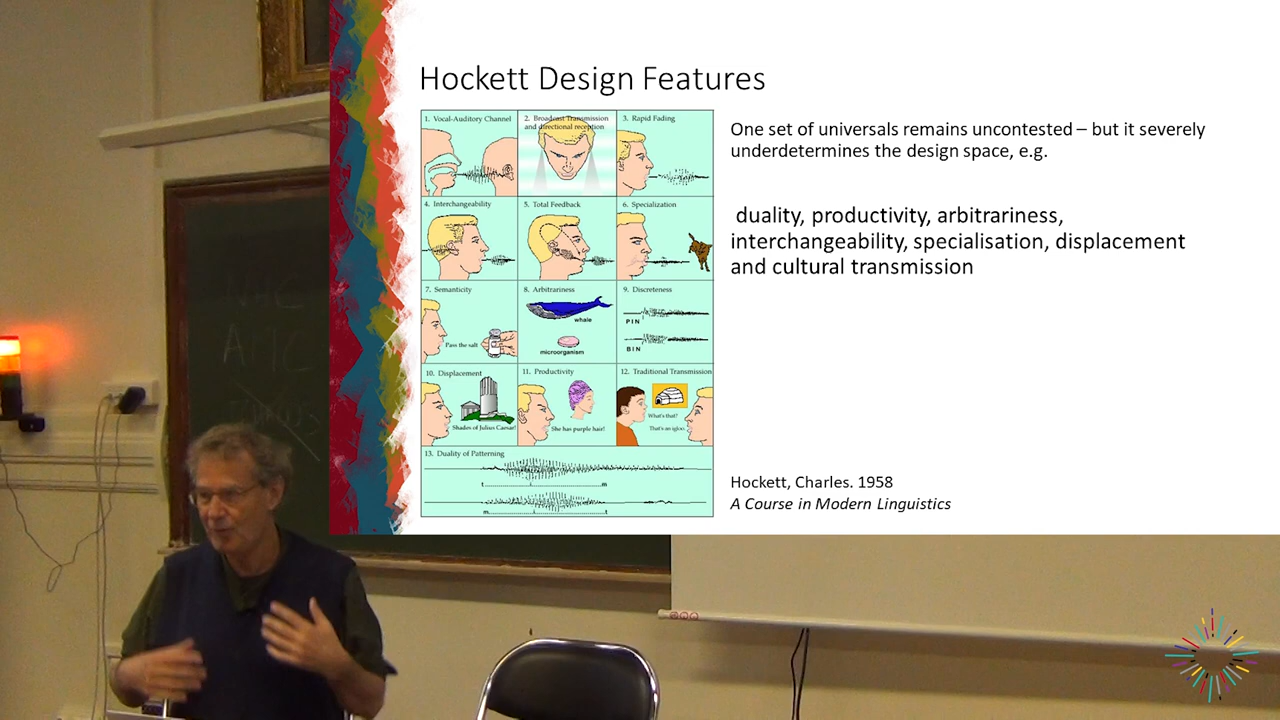 Hockett Design Features
1. Vocal-Auditory Channel
2. Broadcast Transmission
and directional reception
3. Rapid Fading
4. Interchangeability
5. Total Feedback
6. Specialization
7. Semanticity
Pass the salt
8. Arbitrariness
whale
microorganism
9. Discreteness
PIN
BIN
10. Displacement
Shades of Julius Caesar!
11. Productivity
She has purple hair!
12. Traditional Transmission
What's that?
That's an igloo.
13. Duality of Patterning
t..................i..................m
m..................i..................t
One set of universals remains uncontested – but it severely
underdetermines the design space, e.g.
duality, productivity, arbitrariness,
interchangeability, specialisation, displacement
and cultural transmission
Hockett, Charles. 1958
A Course in Modern Linguistics